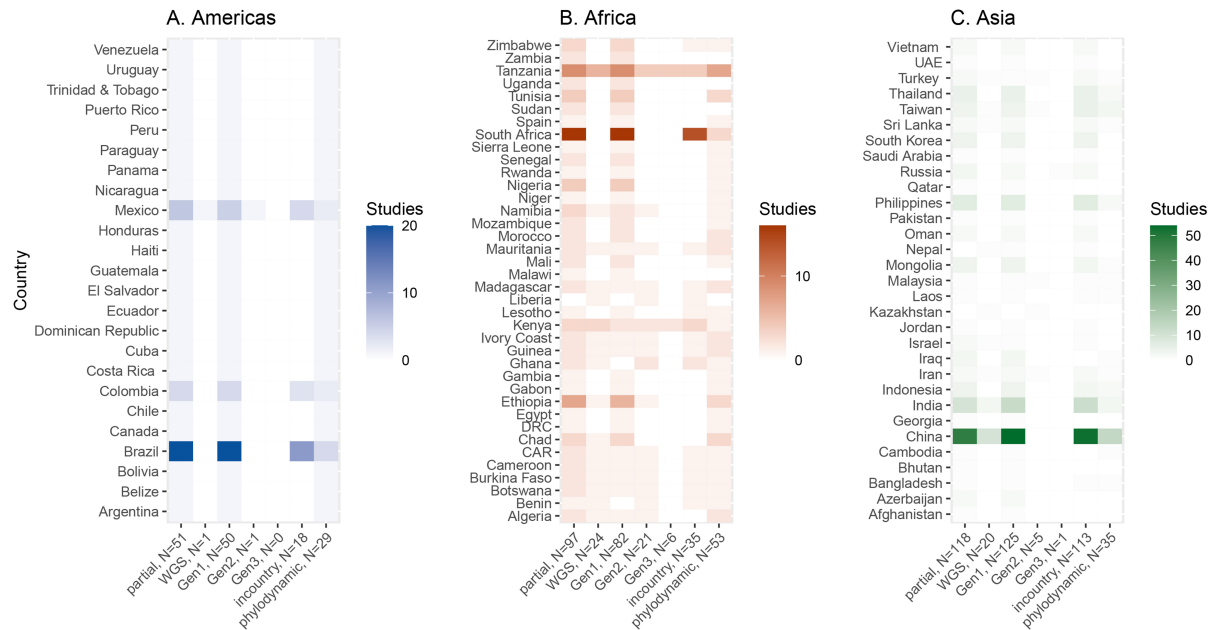 A. Americas
Country
Venezuela
Uruguay
Trinidad & Tobago
Puerto Rico
Peru
Paraguay
Panama
Nicaragua
Mexico
Honduras
Haiti
Guatemala
El Salvador
Ecuador
Dominican Republic
Cuba
Costa Rica
Colombia
Chile
Canada
Brazil
Bolivia
Belize
Argentina
partial, N=51
WGS, N=1
Gen1, N=50
Gen2, N=1
Gen3, N=0
incountry, N=18
phylodynamic, N=29
Studies
20
10
0
B. Africa
Zimbabwe
Zambia
Tanzania
Uganda
Tunisia
Sudan
Spain
South Africa
Sierra Leone
Senegal
Rwanda
Nigeria
Niger
Namibia
Mozambique
Morocco
Mauritania
Mali
Malawi
Madagascar
Liberia
Lesotho
Kenya
Ivory Coast
Guinea
Ghana
Gambia
Gabon
Ethiopia
Egypt
DRC
Chad
CAR
Cameroon
Burkina Faso
Botswana
Benin
Algeria
partial, N=97
WGS, N=24
Gen1, N=82
Gen2, N=21
Gen3, N=6
incountry, N=35
phylodynamic, N=53
Studies
10
0
C. Asia
Vietnam
UAE
Turkey
Thailand
Taiwan
Sri Lanka
South Korea
Saudi Arabia
Russia
Qatar
Philippines
Pakistan
Oman
Nepal
Mongolia
Malaysia
Laos
Kazakhstan
Jordan
Israel
Iraq
Iran
Indonesia
India
Georgia
China
Cambodia
Bhutan
Bangladesh
Azerbaijan
Afghanistan
partial, N=118
WGS, N=20
Gen1, N=125
Gen2, N=5
Gen3, N=1
incountry, N=113
phylodynamic, N=35
Studies
50
40
30
20
10
0